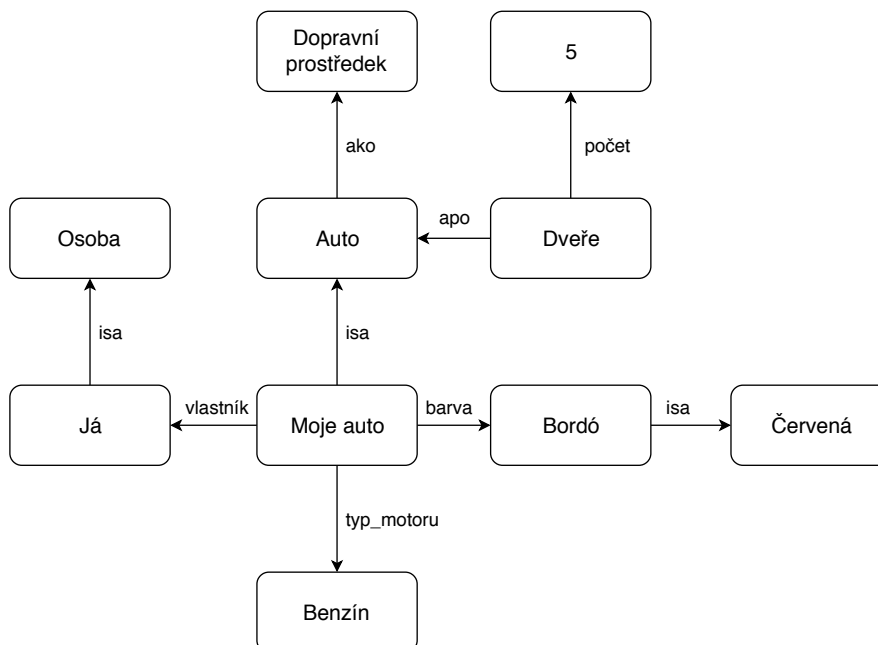 Dopravní
prostředek
5
ako
počet
Osoba
Auto
apo
Dveře
isa
isa
Já
vlastník
Moje auto
barva
Bordó
isa
Červená
typ_motoru
Benzín